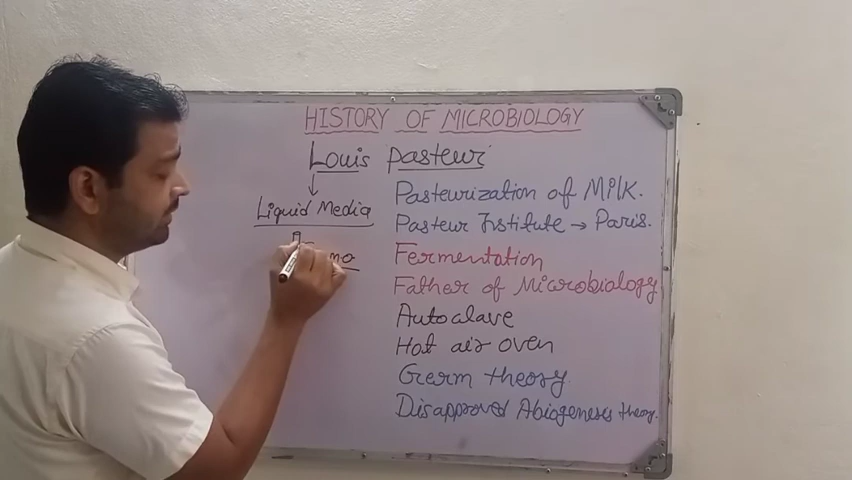 HISTORY OF MICROBIOLOGY
Louis Pasteur
Liquid Media
Pasteurization of Milk.
Pasteur Institute → Paris.
Fermentation
Father of Microbiology
Autoclave
Hot air oven
Germ theory
Disapproved Abiogeneses theory.